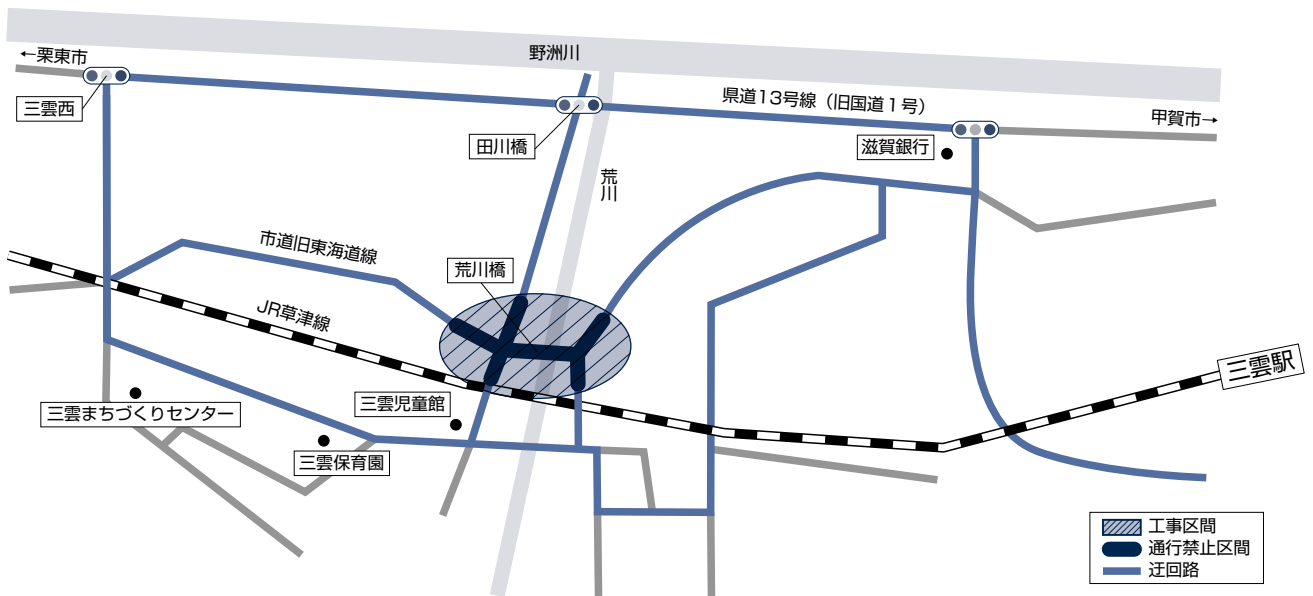 ←栗東市
野洲川
三雲西
県道13号線（旧国道1号）
甲賀市→
田川橋
滋賀銀行
荒川
市道旧東海道線
荒川橋
JR草津線
三雲駅
三雲まちづくりセンター
三雲児童館
三雲保育園
工事区間
通行禁止区間
迂回路